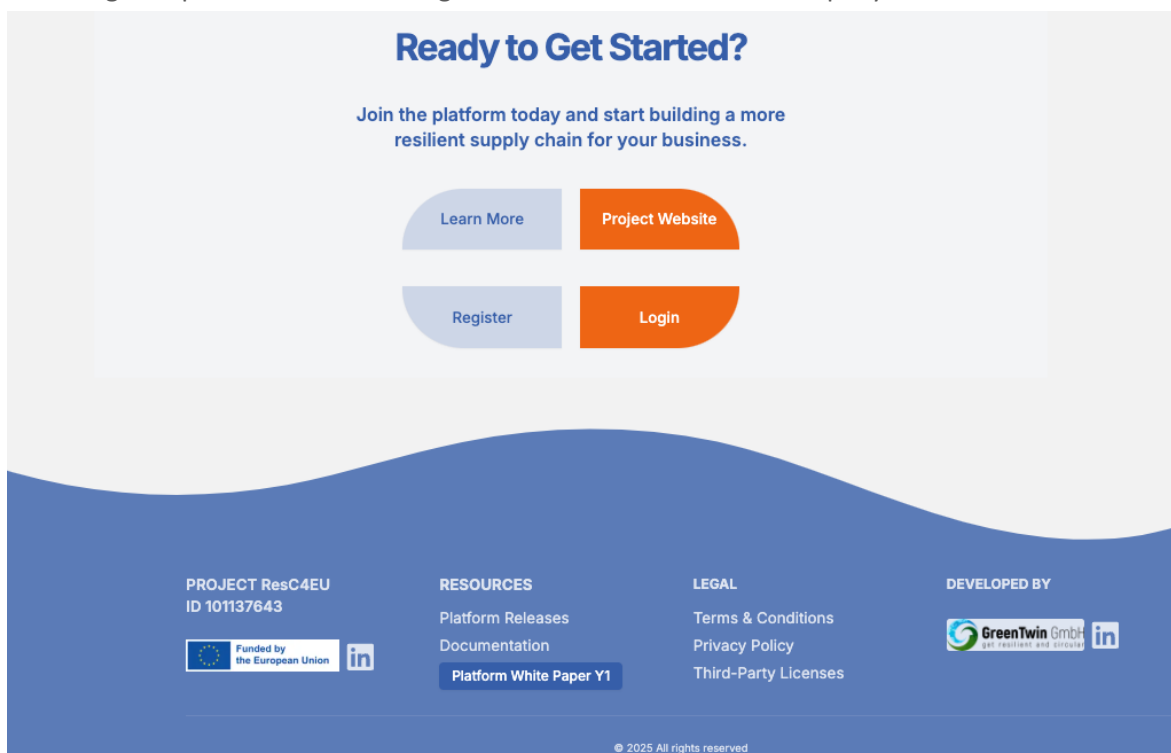 Ready to Get Started?
Join the platform today and start building a more
resilient supply chain for your business.
Learn More
Project Website
Register
Login
PROJECT ResC4EU
ID 101137643
Funded by
the European Union
in
RESOURCES
Platform Releases
Documentation
Platform White Paper Y1
LEGAL
Terms & Conditions
Privacy Policy
Third-Party Licenses
DEVELOPED BY
GreenTwin GmbH
get resilient and circular
in
© 2025 All rights reserved